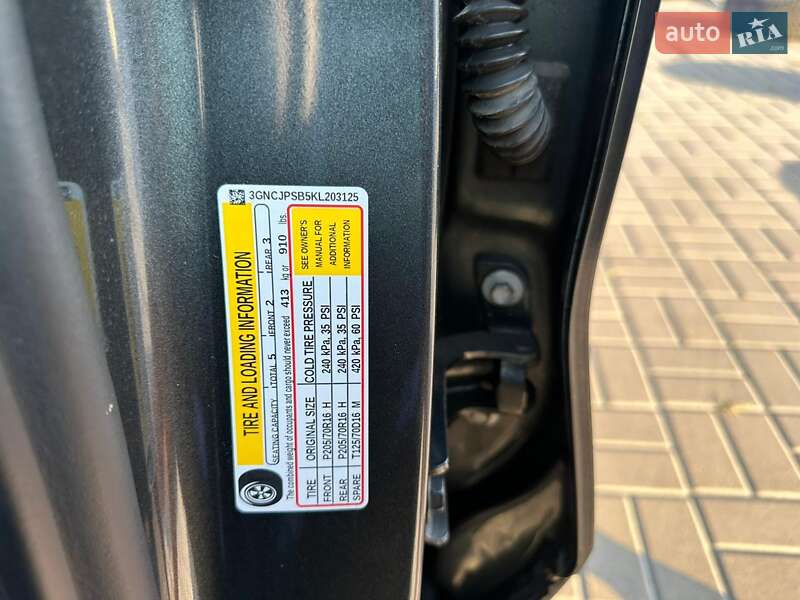 auto RIA .com
3GNCJPSB5KL203125
TIRE AND LOADING INFORMATION
SEATING CAPACITY TOTAL 5 FRONT 2 REAR 3
The combined weight of occupants and cargo should never exceed 413 kg or 910 lbs.
TIRE ORIGINAL SIZE COLD TIRE PRESSURE
FRONT P205/70R16 H 240 kPa, 35 PSI
REAR P205/70R16 H 240 kPa, 35 PSI
SPARE T125/70D16 M 420 kPa, 60 PSI
SEE OWNER'S
MANUAL FOR
ADDITIONAL
INFORMATION